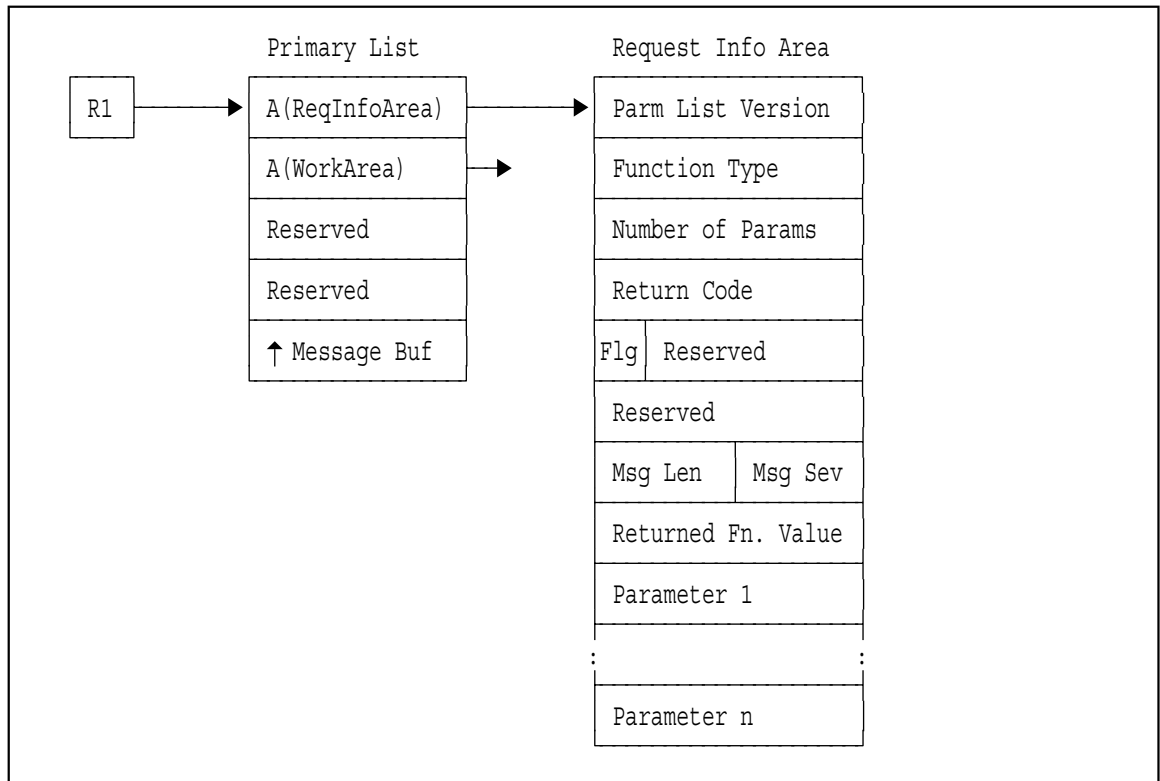 Primary List
Request Info Area
R1
A(ReqInfoArea)
Parm List Version
A(WorkArea)
Function Type
Reserved
Number of Params
Reserved
Return Code
↑ Message Buf
Flg
Reserved
Reserved
Msg Len
Msg Sev
Returned Fn. Value
Parameter 1
:
:
Parameter n